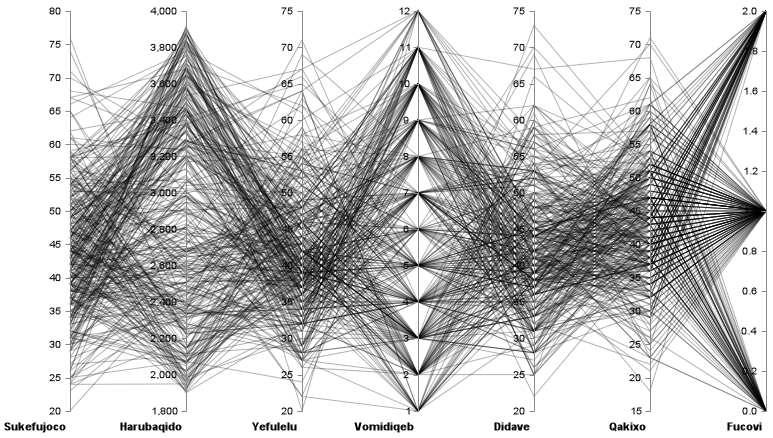 80 75 70 65 60 55 50 45 40 35 30 25 20
4,000 3,800 3,600 3,400 3,200 3,000 2,800 2,600 2,400 2,200 2,000 1,800
75 70 65 60 55 50 45 40 35 30 25 20
12 11 10 9 8 7 6 5 4 3 2 1
75 70 65 60 55 50 45 40 35 30 25 20
75 70 65 60 55 50 45 40 35 30 25 20 15
2.0 1.8 1.6 1.4 1.2 0.8 0.6 0.4 0.2 0.0
Sukefujoco Harubaqido Yefulelu Vomidiqeb Didave Qakixo Fucovi